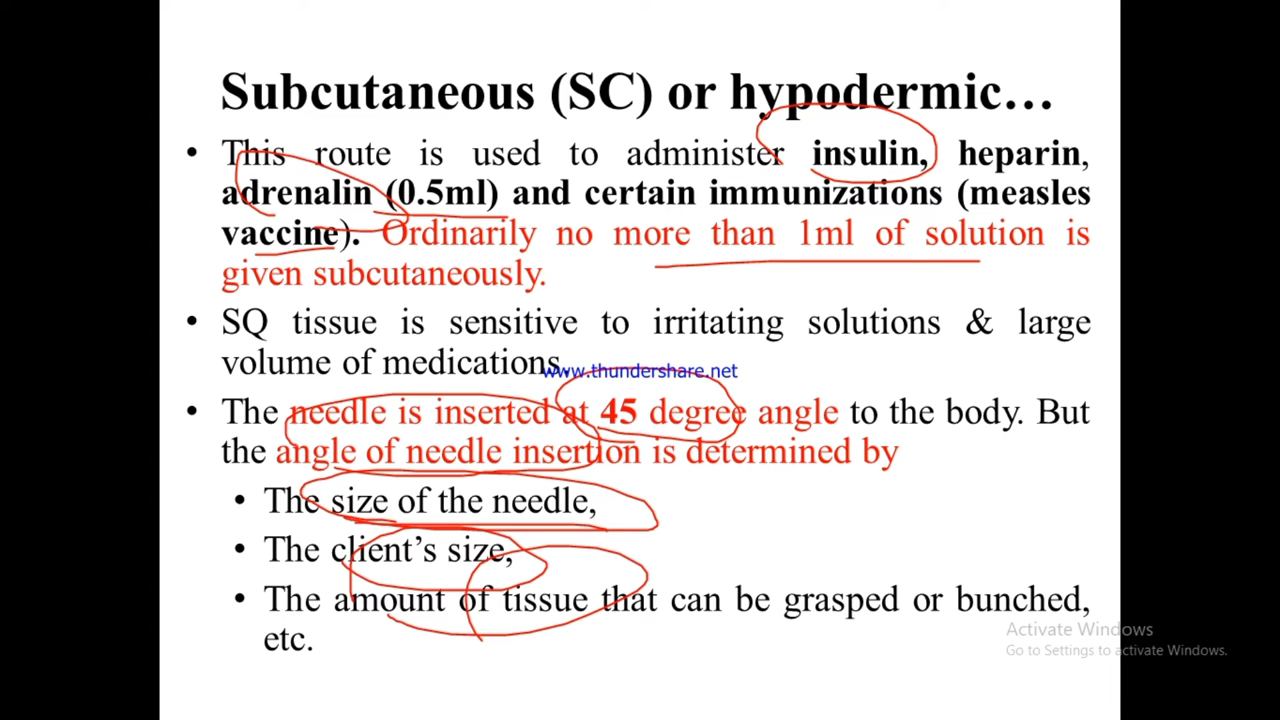 Subcutaneous (SC) or hypodermic…
• This route is used to administer insulin, heparin,
adrenalin (0.5ml) and certain immunizations (measles
vaccine). Ordinarily no more than 1ml of solution is
given subcutaneously.
• SQ tissue is sensitive to irritating solutions & large
volume of medications.
www.thundershare.net
• The needle is inserted at 45 degree angle to the body. But
the angle of needle insertion is determined by
• The size of the needle,
• The client’s size,
• The amount of tissue that can be grasped or bunched,
etc.
Activate Windows
Go to Settings to activate Windows.